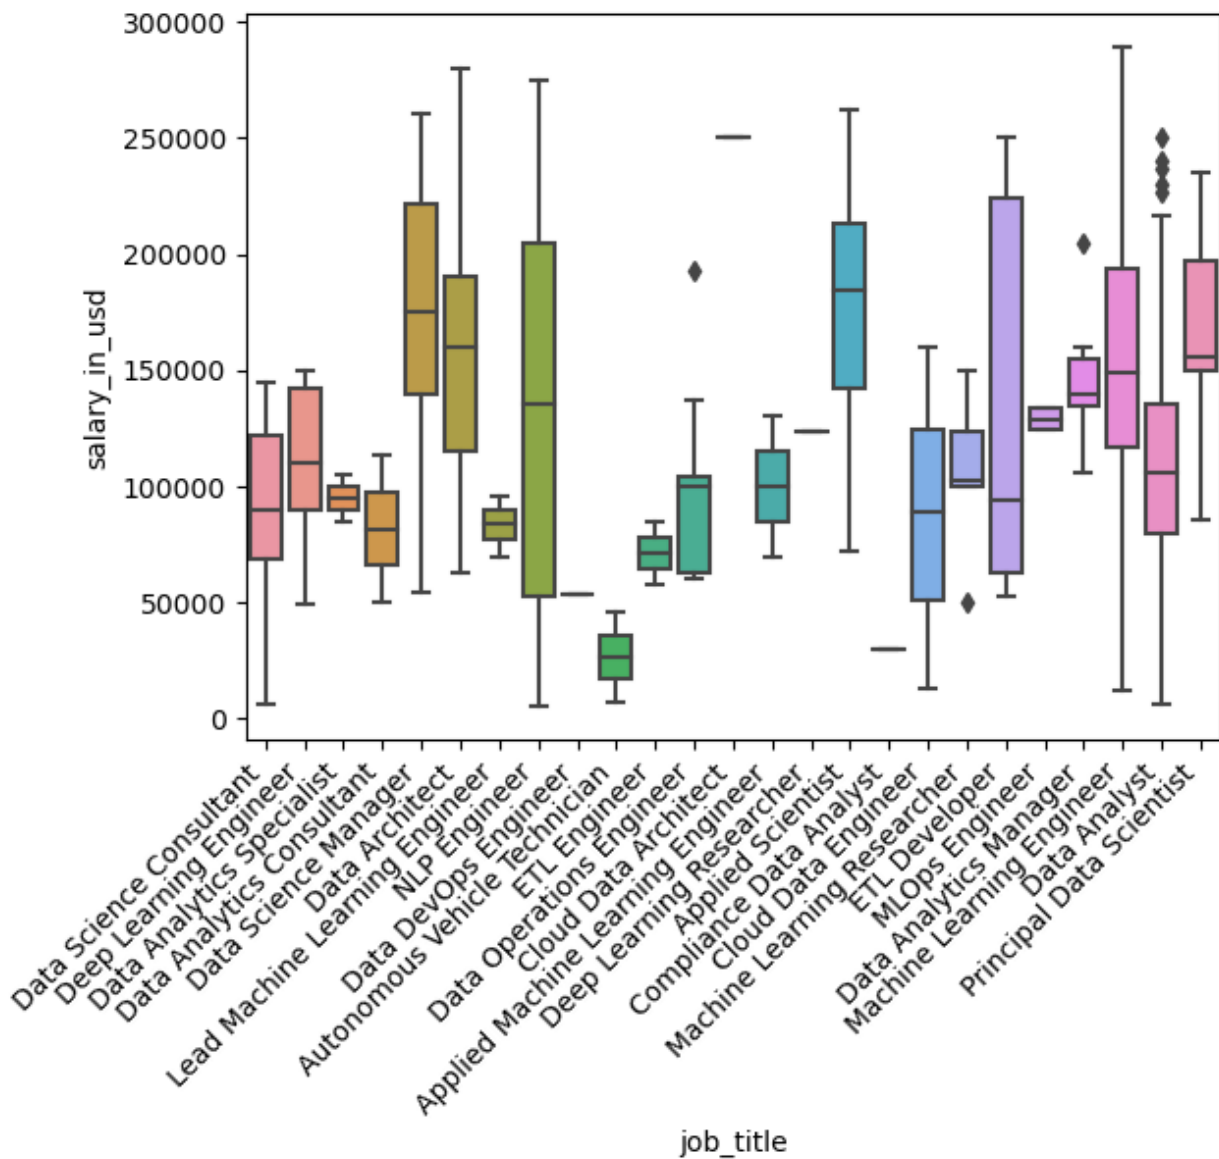 300000
250000
200000
150000
100000
50000
0
salary_in_usd
Data Science Consultant
Deep Learning Engineer
Data Analytics Specialist
Data Analytics Consultant
Data Science Manager
Data Architect
Lead Machine Learning Engineer
NLP Engineer
Data DevOps Engineer
Autonomous Vehicle Technician
ETL Engineer
Data Operations Engineer
Cloud Data Architect
Applied Machine Learning Engineer
Deep Learning Researcher
Applied Scientist
Compliance Data Analyst
Cloud Data Engineer
Machine Learning Researcher
ETL Developer
MLOps Engineer
Data Analytics Manager
Machine Learning Engineer
Data Analyst
Principal Data Scientist
job_title